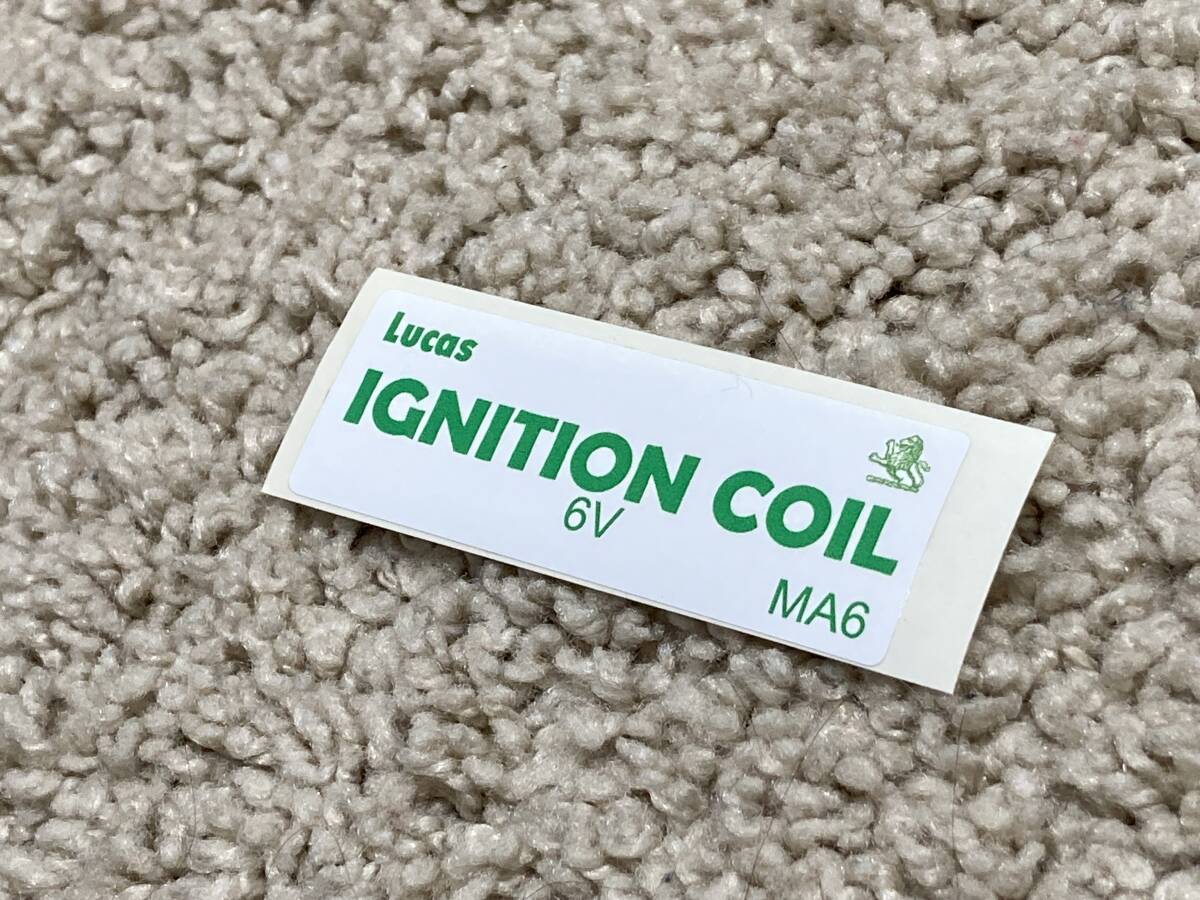 Lucas
IGNITION COIL
6V
MA6